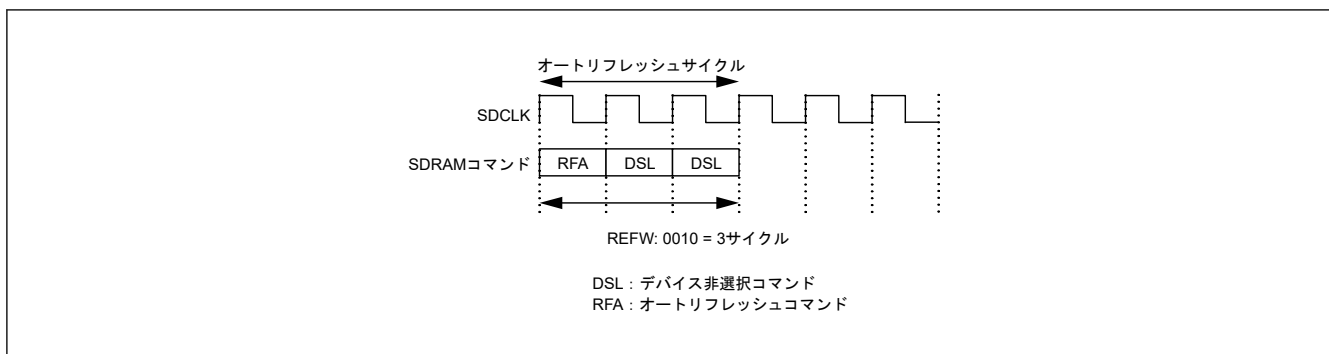 オートリフレッシュサイクル
SDCLK
SDRAMコマンド
RFA DSL DSL
REFW: 0010 = 3サイクル
DSL：デバイス非選択コマンド
RFA：オートリフレッシュコマンド